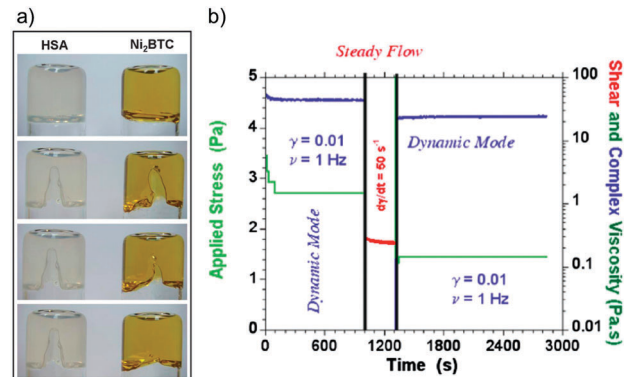 a)
HSA Ni₂BTC
b)
Steady Flow
Applied Stress (Pa)
5
4
3
2
1
0
γ = 0.01
ν = 1 Hz
Dynamic Mode
dγ/dt = 50 s⁻¹
Dynamic Mode
γ = 0.01
ν = 1 Hz
100
10
1
0.1
0.01
Shear and Complex
Viscosity (Pa.s)
0 600 1200 1800 2400 3000
Time (s)